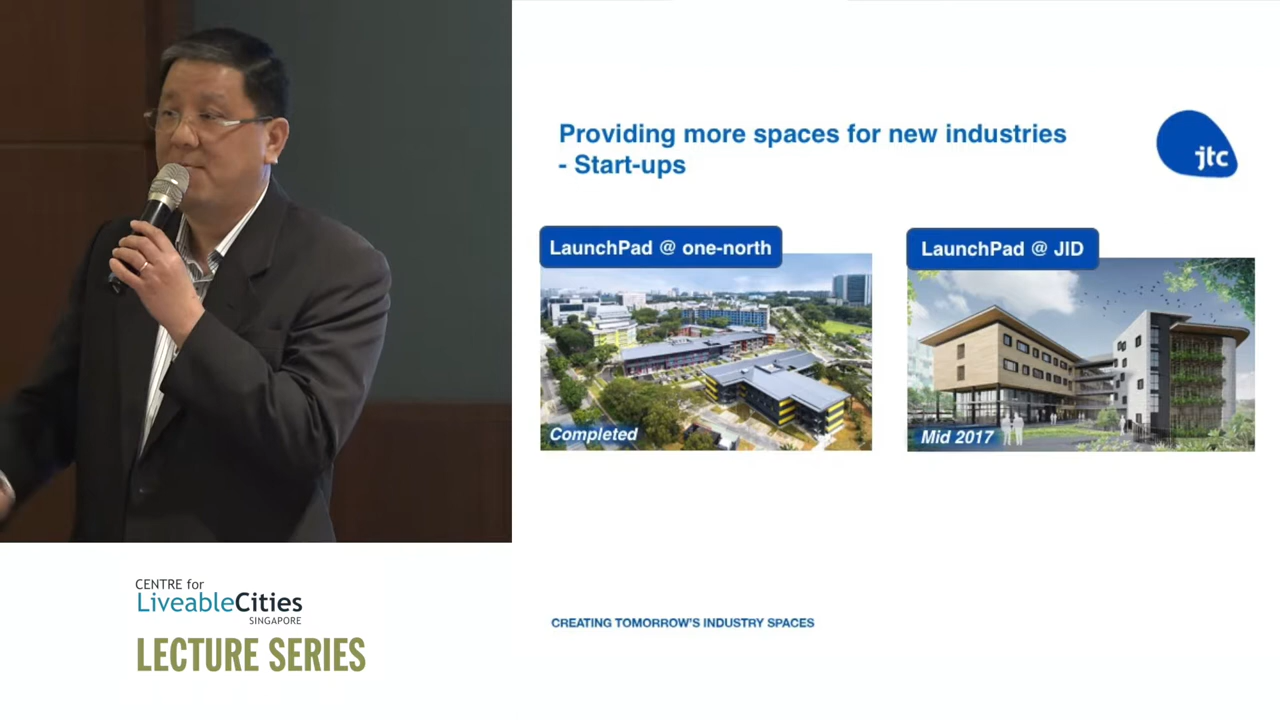 Providing more spaces for new industries
- Start-ups
jtc
LaunchPad @ one-north
LaunchPad @ JID
Completed
Mid 2017
CENTRE for
LiveableCities
SINGAPORE
LECTURE SERIES
CREATING TOMORROW'S INDUSTRY SPACES